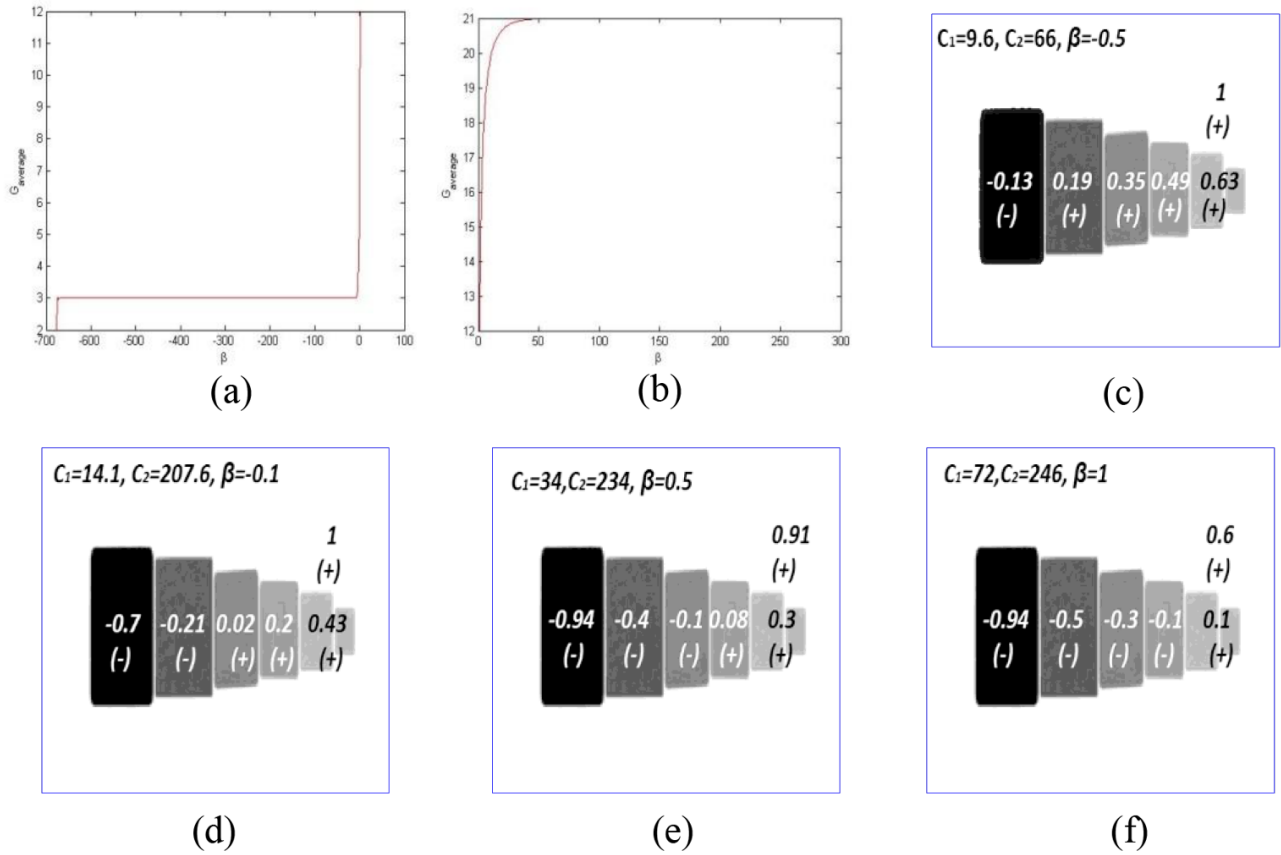 12
11
10
9
8
7
6
5
4
3
2
G average
-700 -600 -500 -400 -300 -200 -100 0 100
β
(a)
21
20
19
18
17
16
15
14
13
12
G average
0 50 100 150 200 250 300
β
(b)
C1=9.6, C2=66, β=-0.5
1
(+)
-0.13 0.19 0.35 0.49 0.63
(-) (+) (+) (+) (+)
(c)
C1=14.1, C2=207.6, β=-0.1
1
(+)
-0.7 -0.21 0.02 0.2 0.43
(-) (-) (+) (+) (+)
(d)
C1=34,C2=234, β=0.5
0.91
(+)
-0.94 -0.4 -0.1 0.08 0.3
(-) (-) (-) (+) (+)
(e)
C1=72,C2=246, β=1
0.6
(+)
-0.94 -0.5 -0.3 -0.1 0.1
(-) (-) (-) (-) (+)
(f)